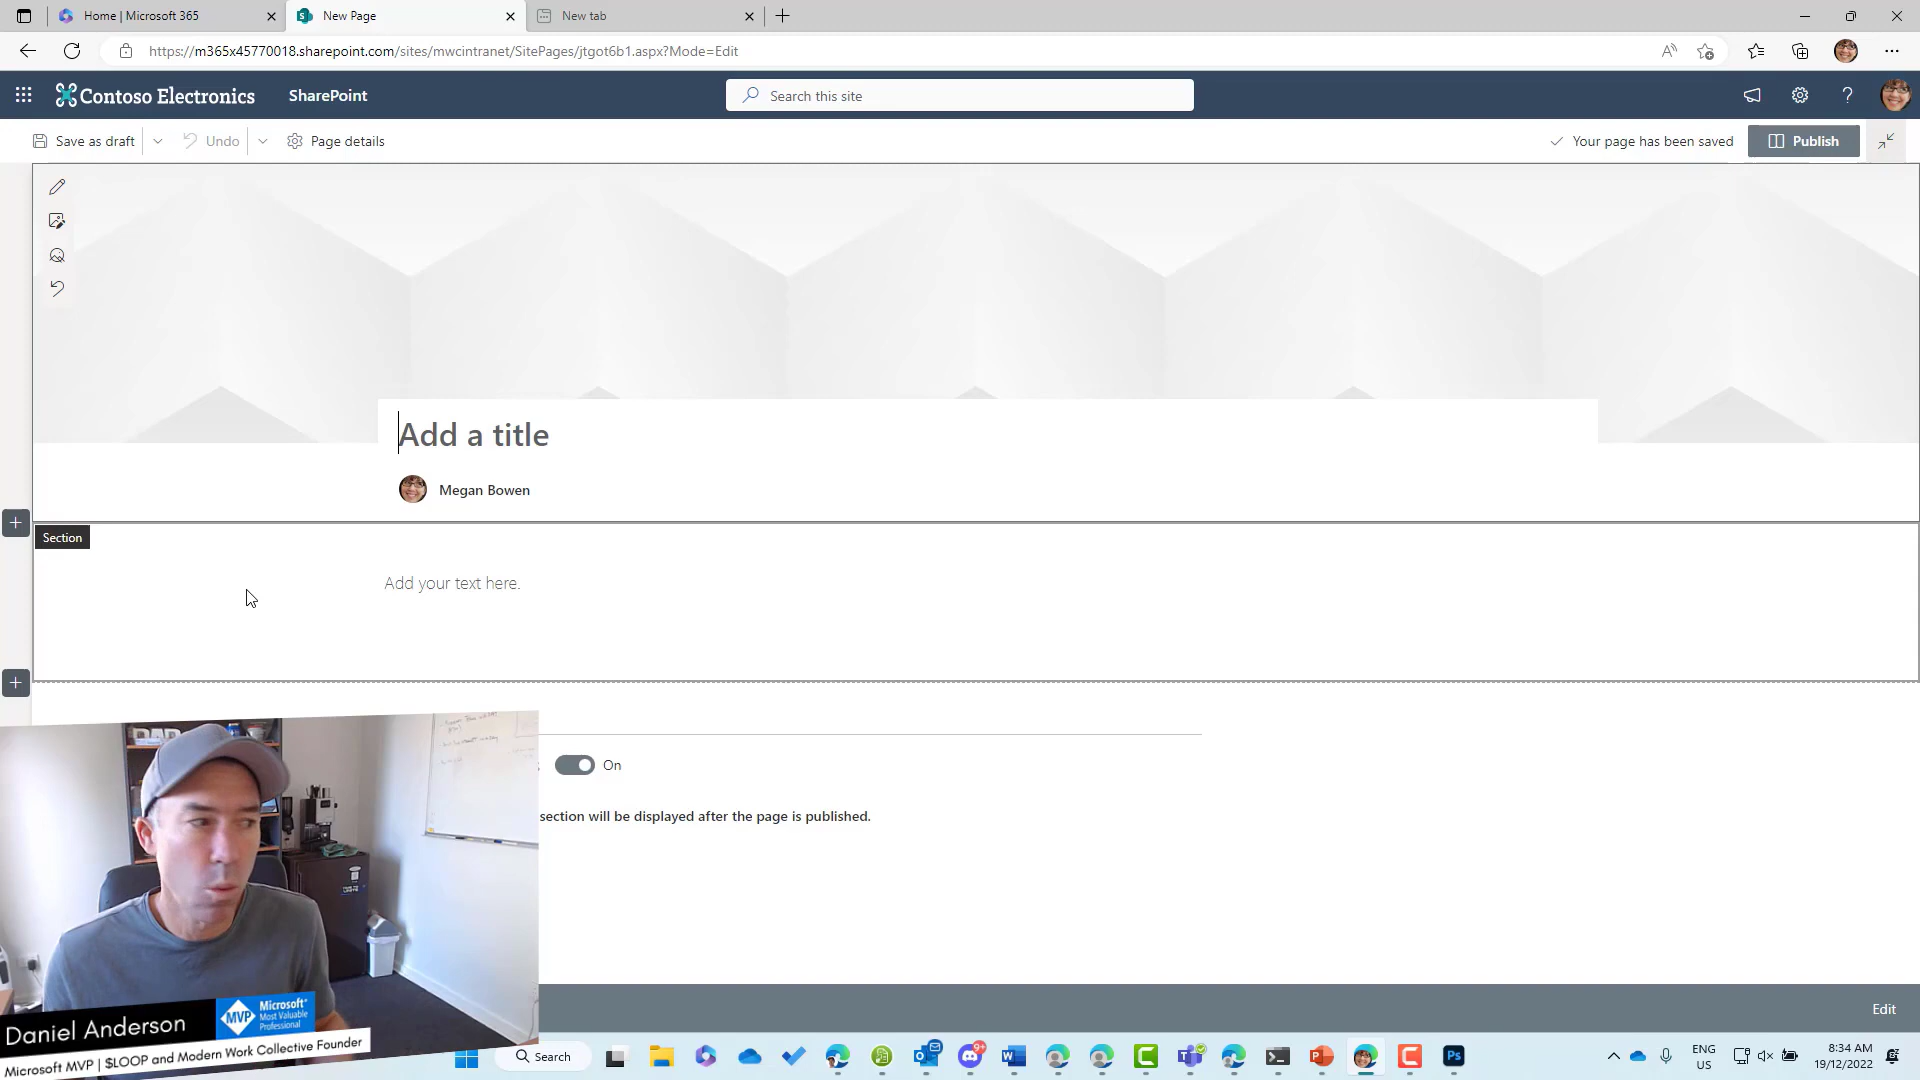 Home | Microsoft 365
New Page
New tab
https://m365x45770018.sharepoint.com/sites/mwcintranet/SitePages/jtgot6b1.aspx?Mode=Edit
Contoso Electronics
SharePoint
Search this site
Save as draft
Undo
Page details
Your page has been saved
Publish
Add a title
Megan Bowen
Section
Add your text here.
On
section will be displayed after the page is published.
Edit
DAD
Daniel Anderson
Microsoft
MVP
Most Valuable
Professional
Microsoft MVP | $LOOP and Modern Work Collective Founder
Search
9+
ENG
US
8:34 AM
19/12/2022